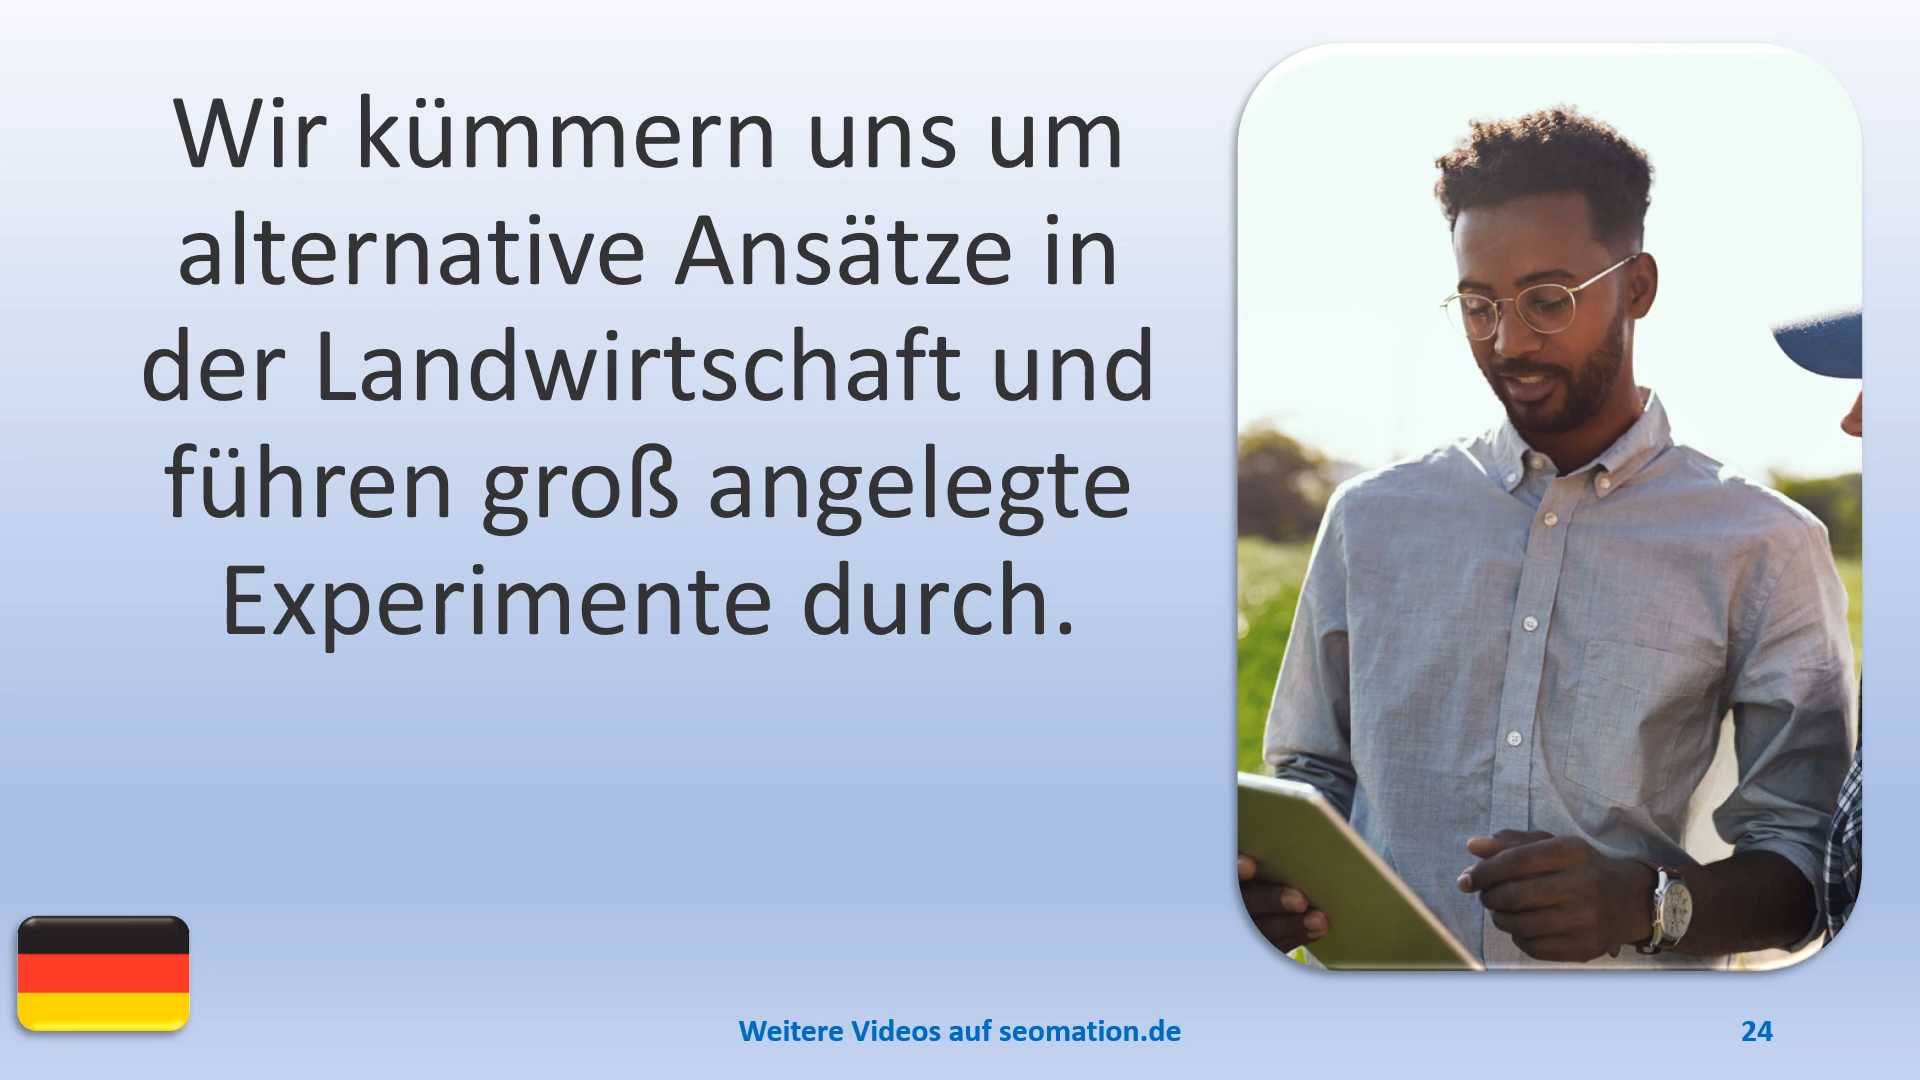 Wir kümmern uns um
alternative Ansätze in
der Landwirtschaft und
führen groß angelegte
Experimente durch.
Weitere Videos auf seomation.de
24